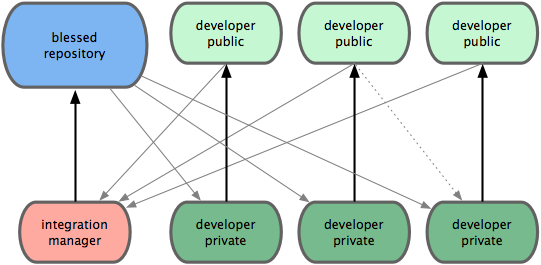 blessed
repository
developer
public
developer
public
developer
public
integration
manager
developer
private
developer
private
developer
private